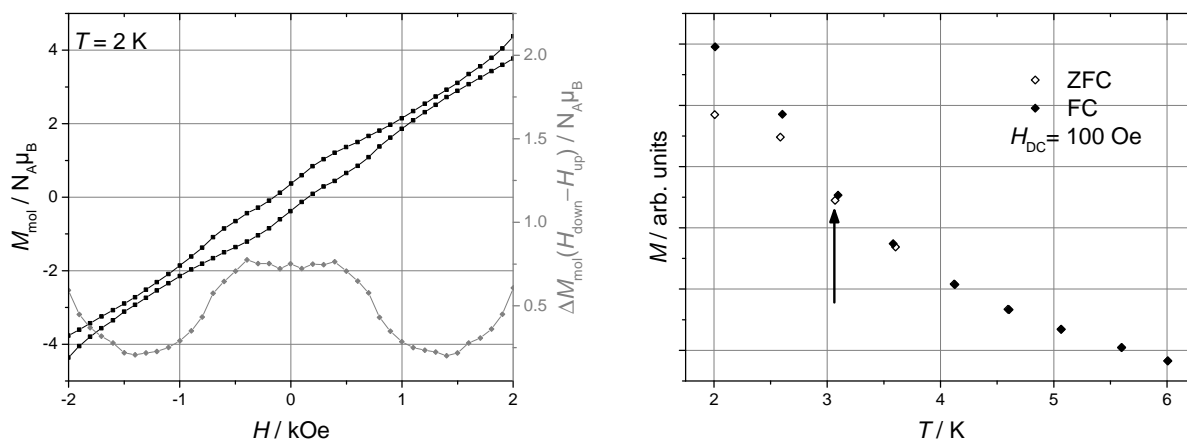 T = 2 K
4
2
0
-2
-4
M_mol / N_Aμ_B
2.0
1.5
1.0
0.5
ΔM_mol(H_down−H_up) / N_Aμ_B
-2 -1 0 1 2
H / kOe
M / arb. units
ZFC
FC
H_DC= 100 Oe
2 3 4 5 6
T / K